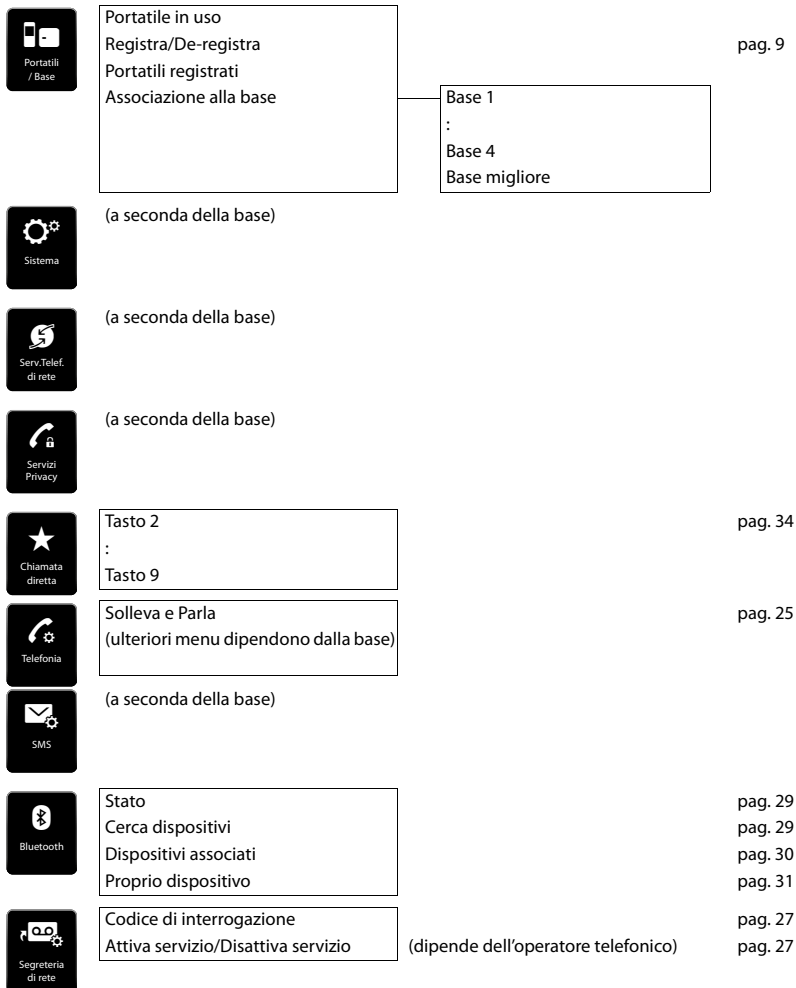 Portatili
/ Base
Portatile in uso
Registra/De-registra pag. 9
Portatili registrati
Associazione alla base
Base 1
:
Base 4
Base migliore
Sistema
(a seconda della base)
Serv.Telef.
di rete
(a seconda della base)
Servizi
Privacy
(a seconda della base)
Chiamata
diretta
Tasto 2 pag. 34
:
Tasto 9
Telefonia
Solleva e Parla pag. 25
(ulteriori menu dipendono dalla base)
SMS
(a seconda della base)
Bluetooth
Stato pag. 29
Cerca dispositivi pag. 29
Dispositivi associati pag. 30
Proprio dispositivo pag. 31
Segreteria
di rete
Codice di interrogazione pag. 27
Attiva servizio/Disattiva servizio (dipende dell'operatore telefonico) pag. 27